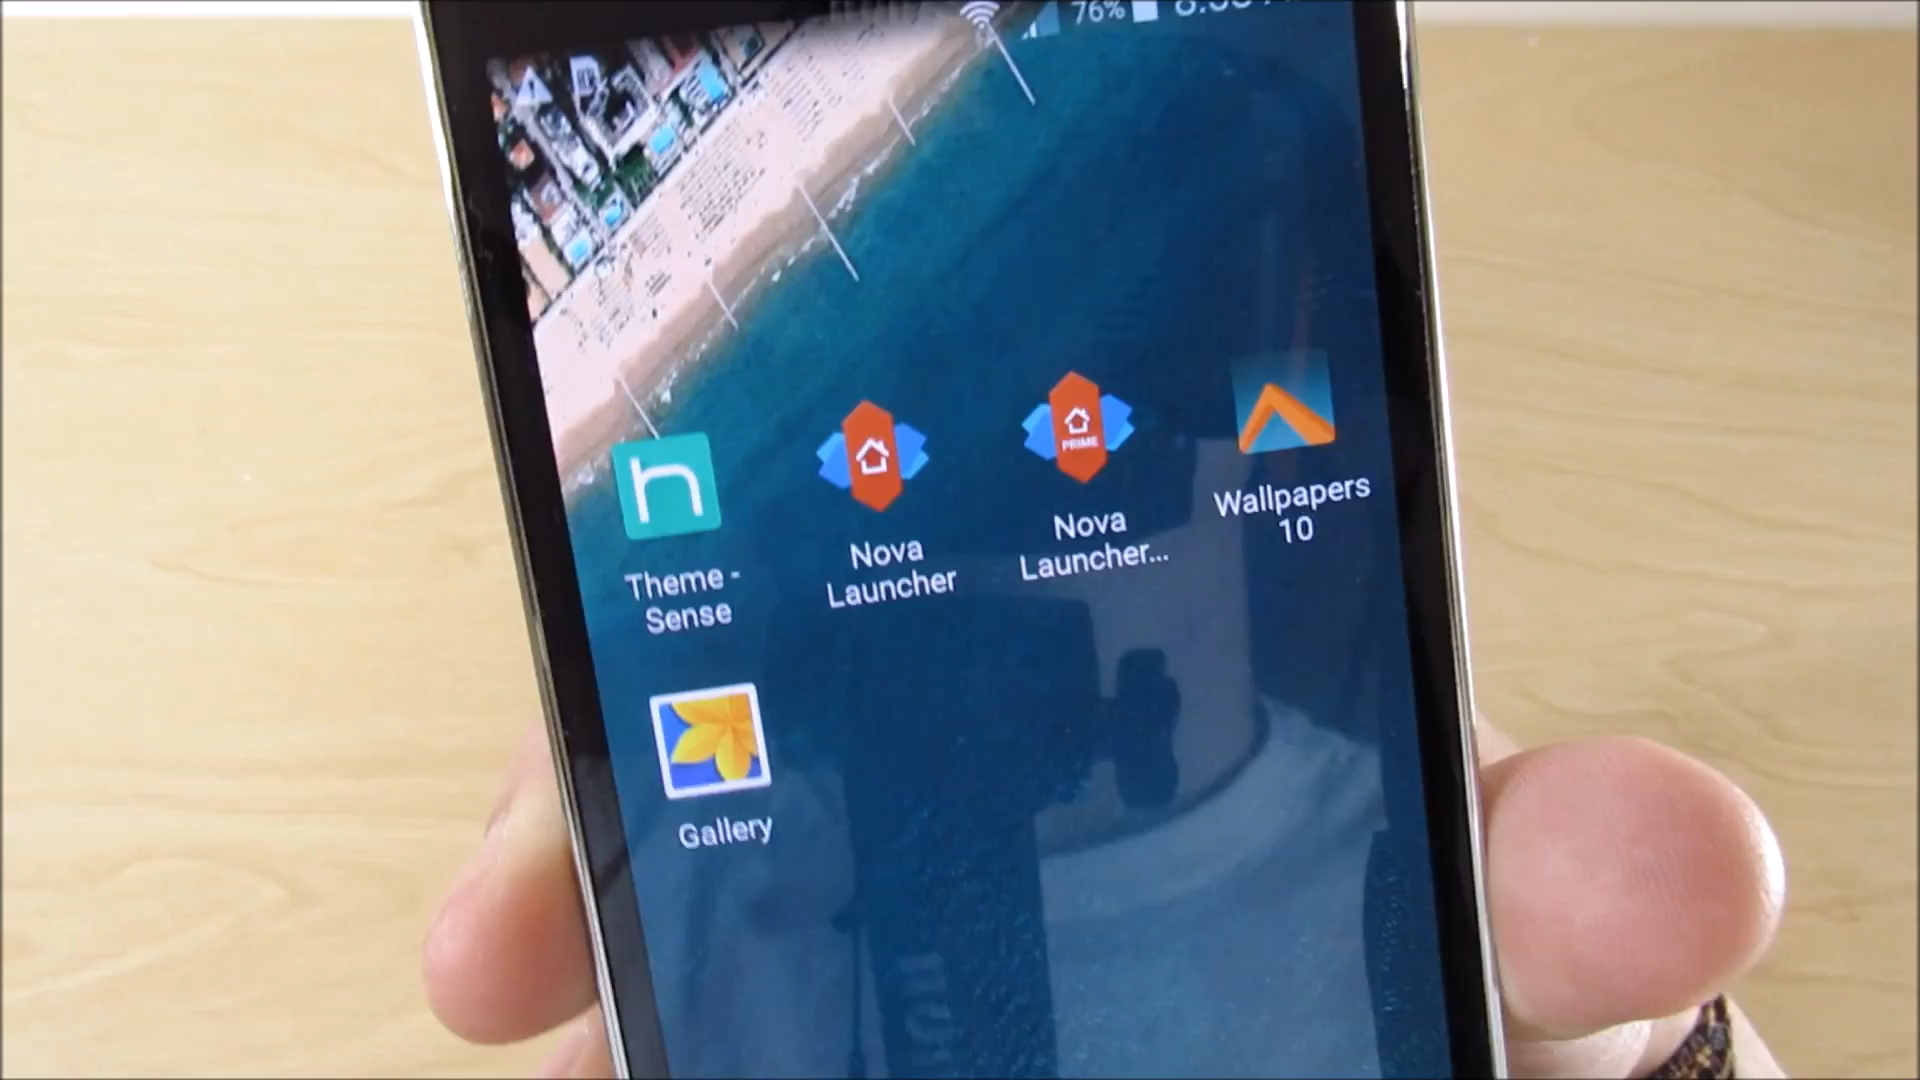 76%
PRIME
Theme -
Sense
Nova
Launcher
Nova
Launcher...
Wallpapers
10
Gallery